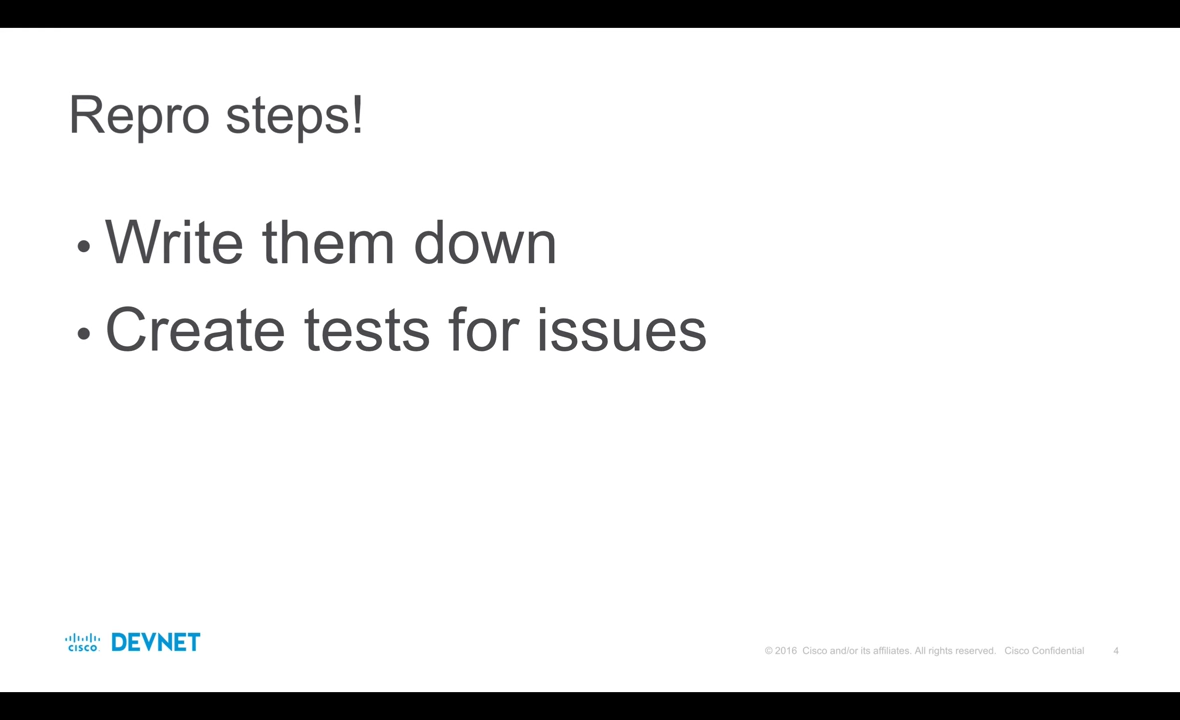 Repro steps!
• Write them down
• Create tests for issues
cisco DEVNET
© 2016 Cisco and/or its affiliates. All rights reserved. Cisco Confidential 4